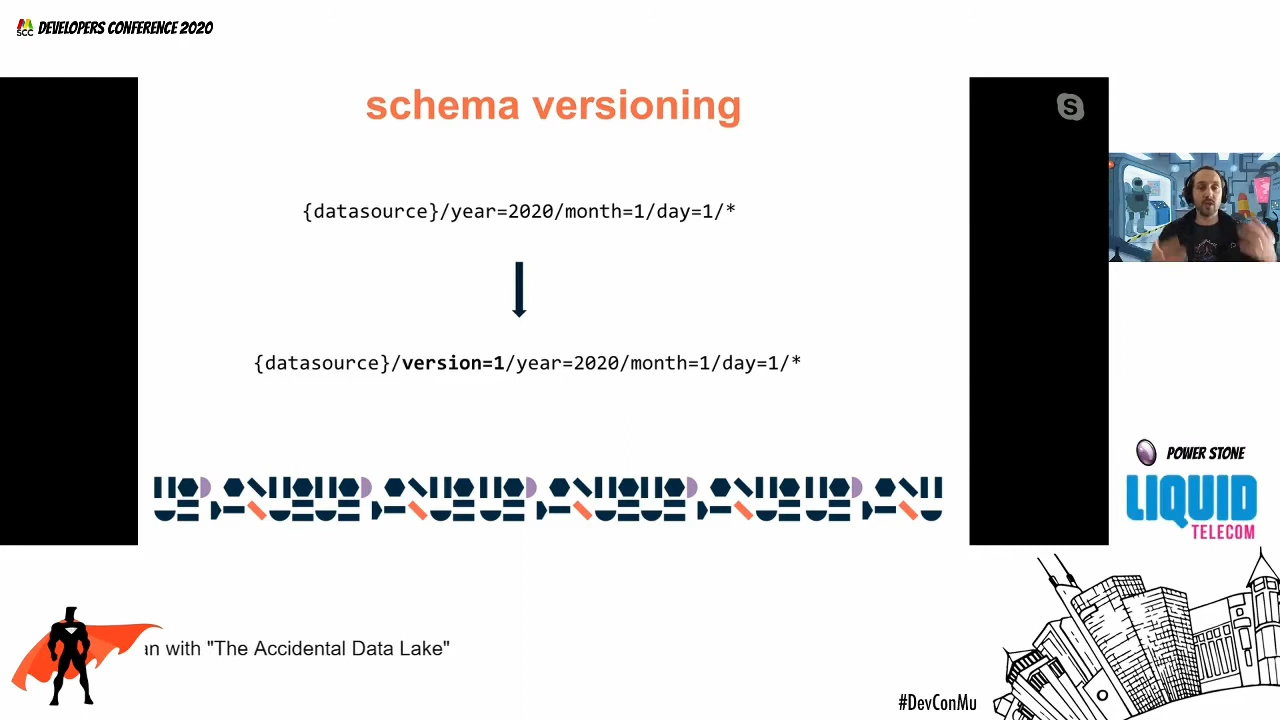 SCC DEVELOPERS CONFERENCE 2020
schema versioning
S
{datasource}/year=2020/month=1/day=1/*
{datasource}/version=1/year=2020/month=1/day=1/*
POWER STONE
LIQUID
TELECOM
an with "The Accidental Data Lake"
#DevConMu